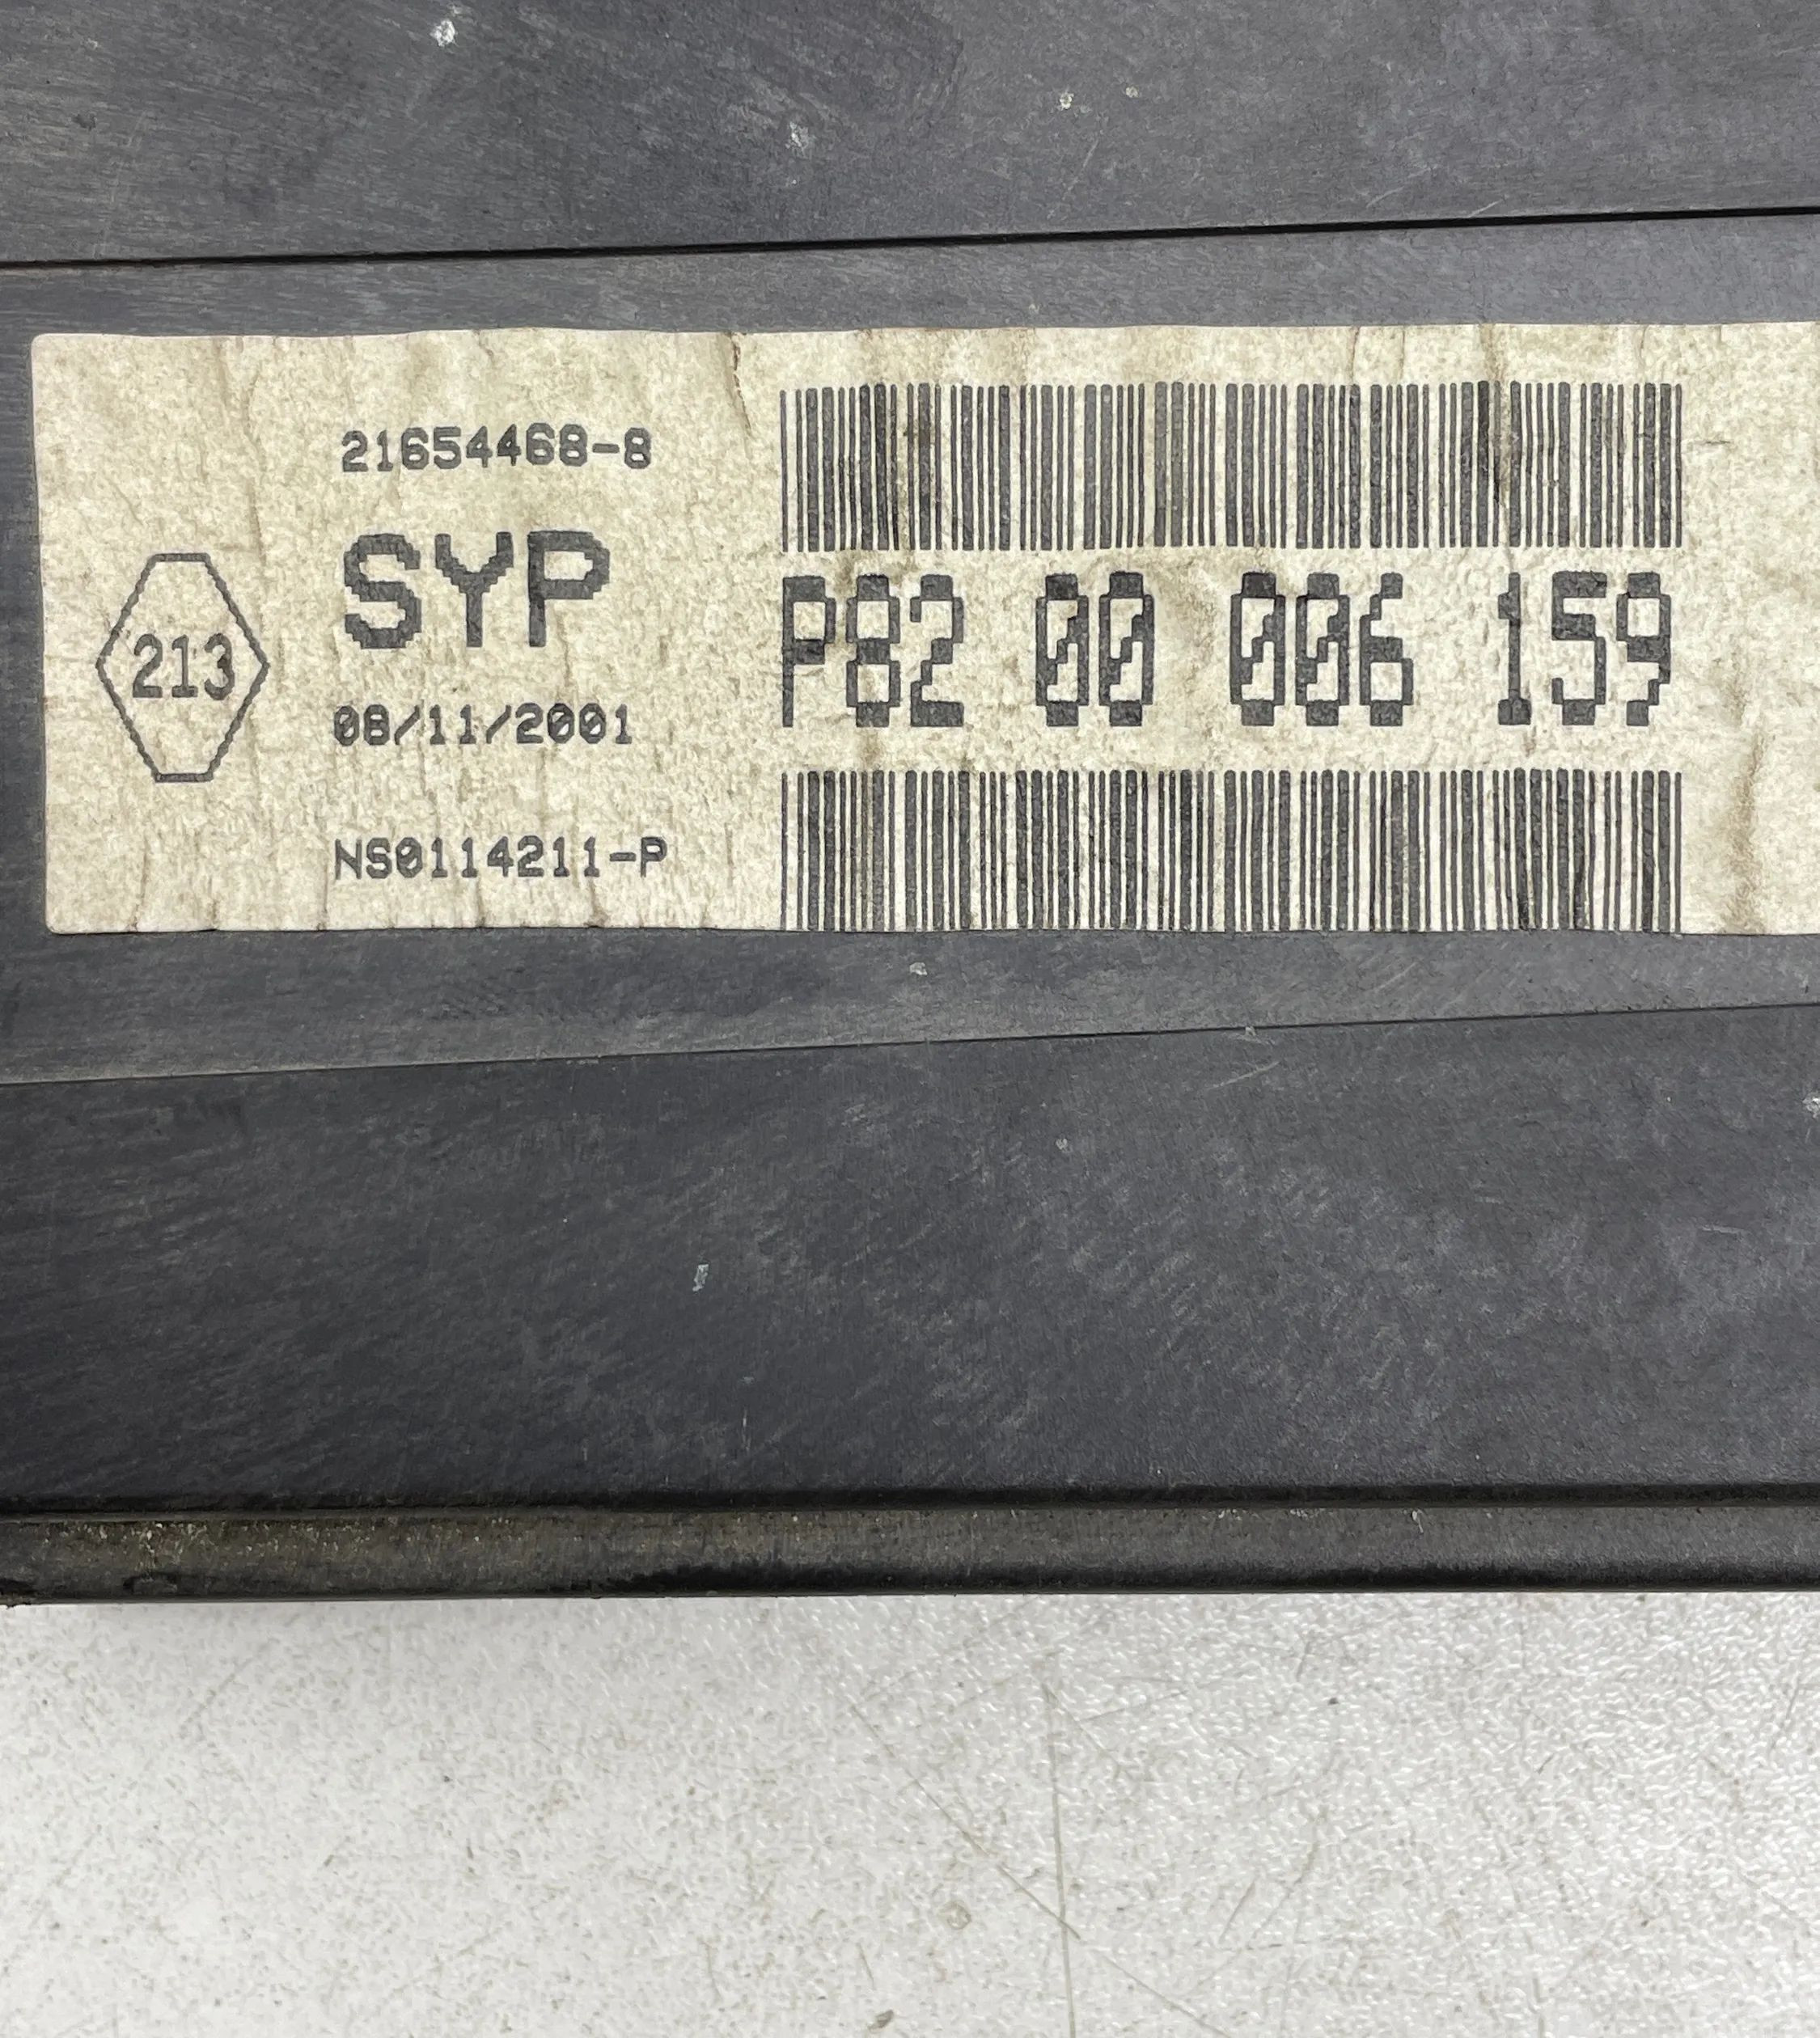 21654468-8
SYP
213
08/11/2001
NS0114211-P
P82 00 006 159